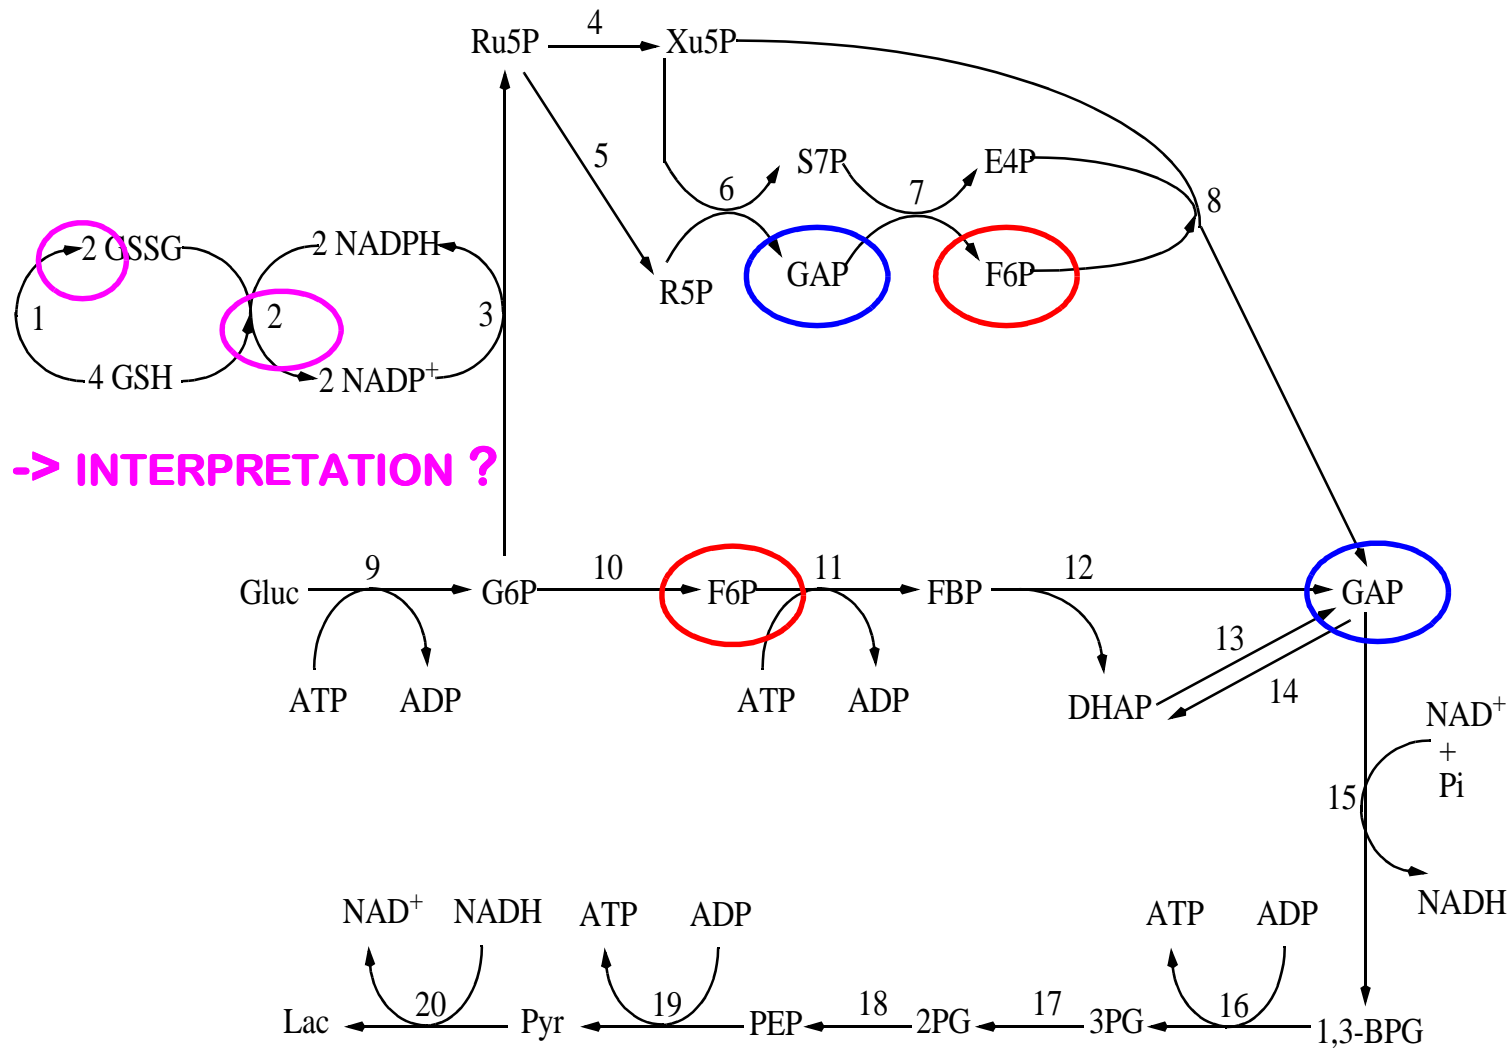 4
Ru5P Xu5P
5 S7P E4P
6 7 8
2 GSSG 2 NADPH
R5P GAP F6P
1 2 3
4 GSH 2 NADP+
-> INTERPRETATION ?
9 10 11 12
Gluc G6P F6P FBP GAP
13
14
ATP ADP ATP ADP DHAP
NAD+
+
Pi
15
NADH
NAD+ NADH ATP ADP ATP ADP
20 19 18 17 16
Lac Pyr PEP 2PG 3PG 1,3-BPG